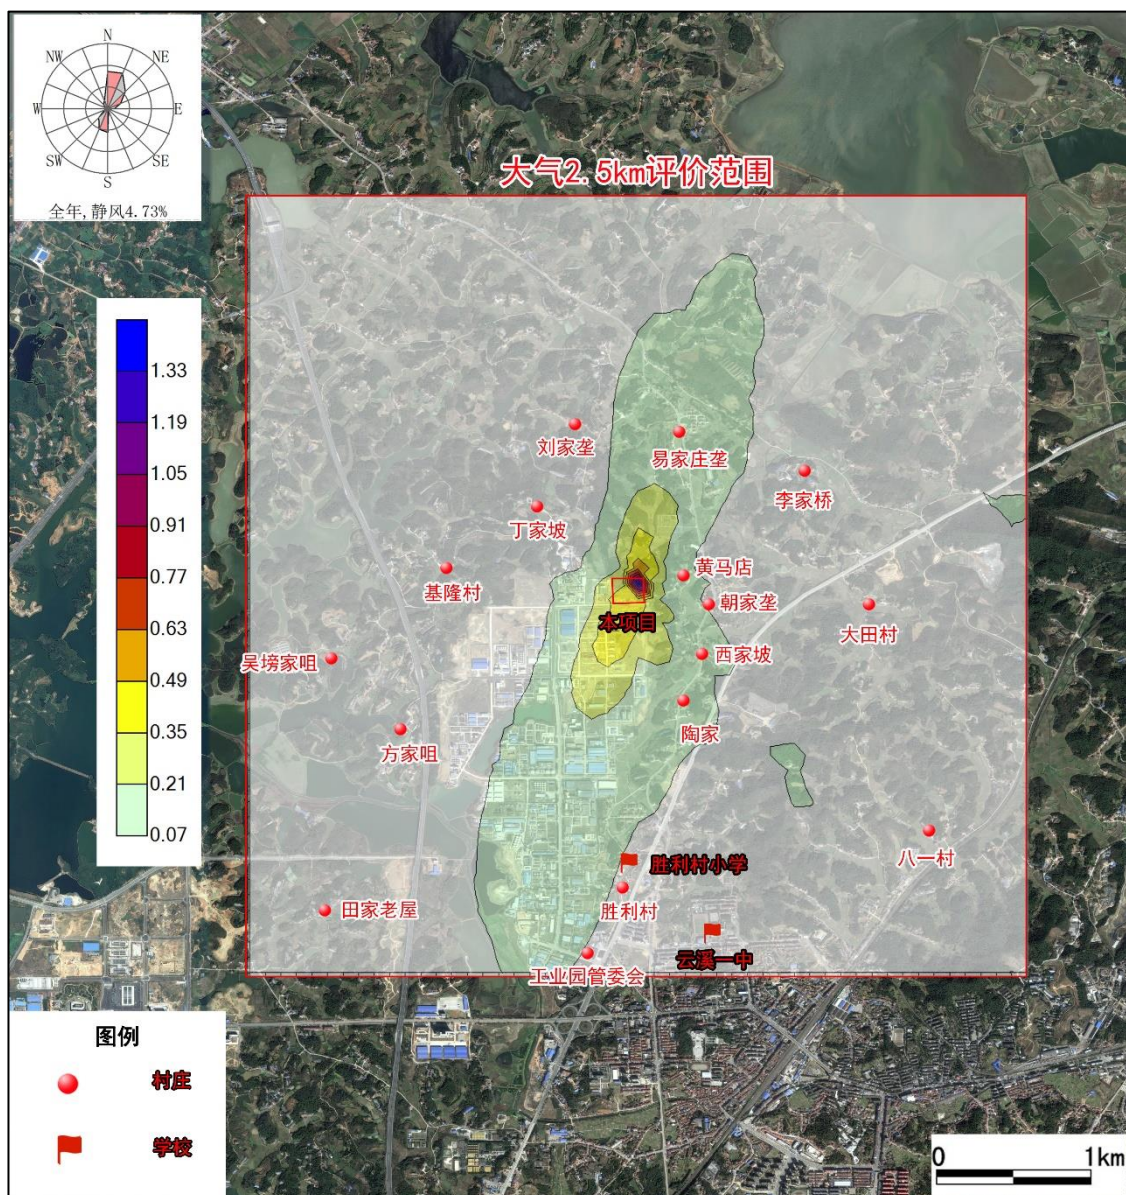 N
NW
NE
W
E
SW
SE
S
全年,静风4.73%
大气2.5km评价范围
1.33
1.19
1.05
0.91
0.77
0.63
0.49
0.35
0.21
0.07
刘家垄
易家庄垄
李家桥
丁家坡
黄马店
基隆村
朝家垄
大田村
本项目
西家坡
吴塝家咀
陶家
方家咀
八一村
胜利村小学
田家老屋
胜利村
云溪一中
工业园管委会
图例
村庄
学校
0
1km